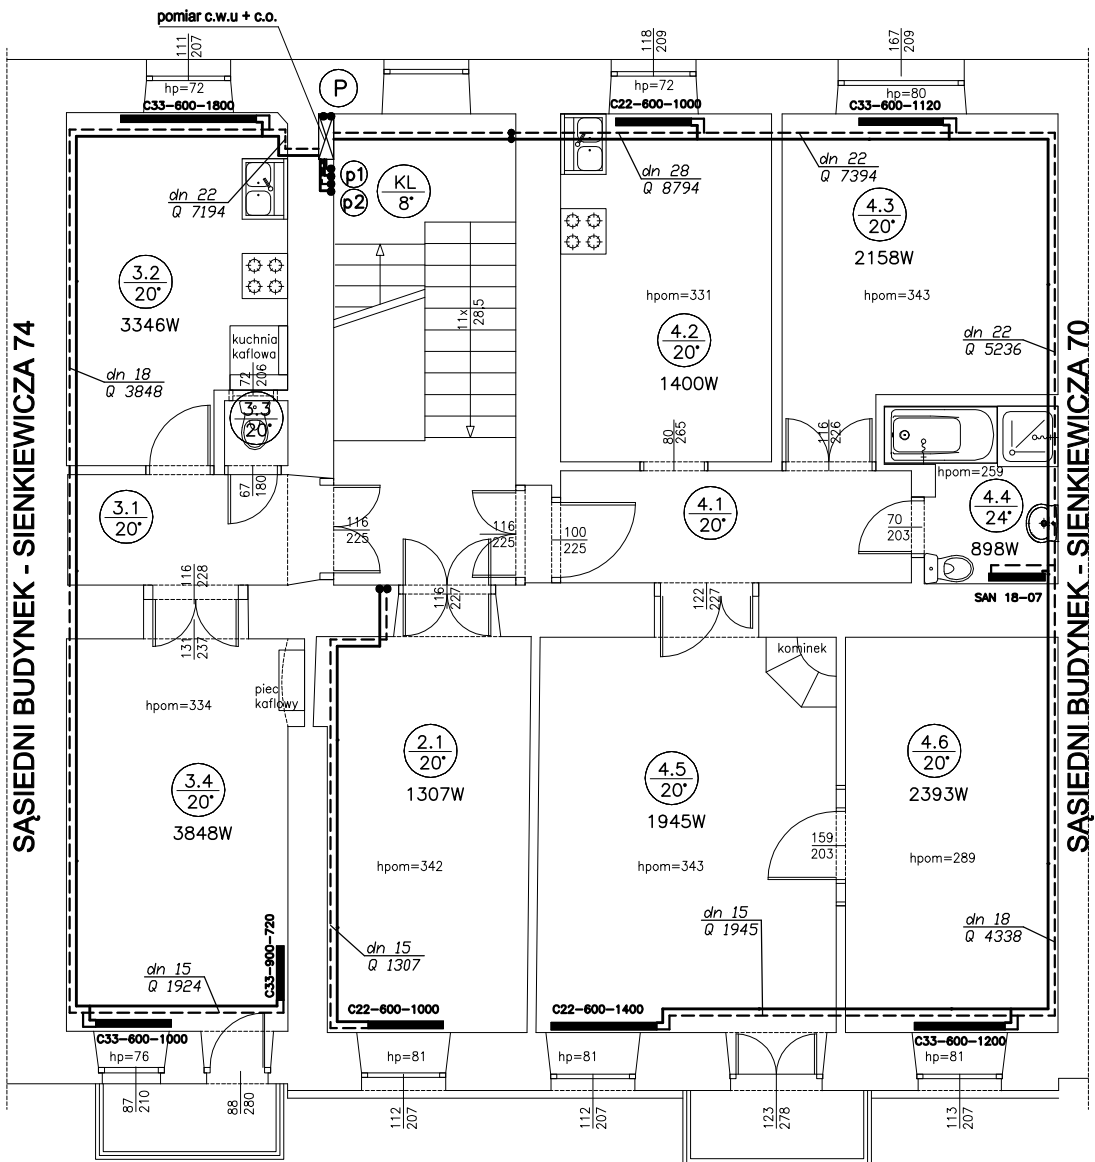 pomiar c.w.u + c.o.
111
207
118
209
167
209
hp=72
C33-600-1800
P
hp=72
C22-600-1000
hp=80
C33-600-1120
p1
p2
KL
8°
dn 22
Q 7194
dn 28
Q 8794
dn 22
Q 7394
4.3
20°
2158W
hpom=343
3.2
20°
3346W
hpom=331
4.2
20°
1400W
11x
28,5
kuchnia
kaflowa
72
206
dn 18
Q 3848
dn 22
Q 5236
3.3
20°
80
265
116
226
SĄSIEDNI BUDYNEK - SIENKIEWICZA 74
SĄSIEDNI BUDYNEK - SIENKIEWICZA 70
67
180
hpom=259
4.4
24°
898W
SAN 18-07
3.1
20°
116
225
116
225
100
225
4.1
20°
70
203
116
228
131
237
116
227
122
227
kominek
piec
kaflowy
hpom=334
3.4
20°
3848W
2.1
20°
1307W
hpom=342
4.5
20°
1945W
hpom=343
4.6
20°
2393W
hpom=289
159
203
C33-900-720
dn 15
Q 1924
dn 15
Q 1307
dn 15
Q 1945
dn 18
Q 4338
C33-600-1000
hp=76
C22-600-1000
hp=81
C22-600-1400
hp=81
C33-600-1200
hp=81
87
210
88
280
112
207
112
207
123
278
113
207